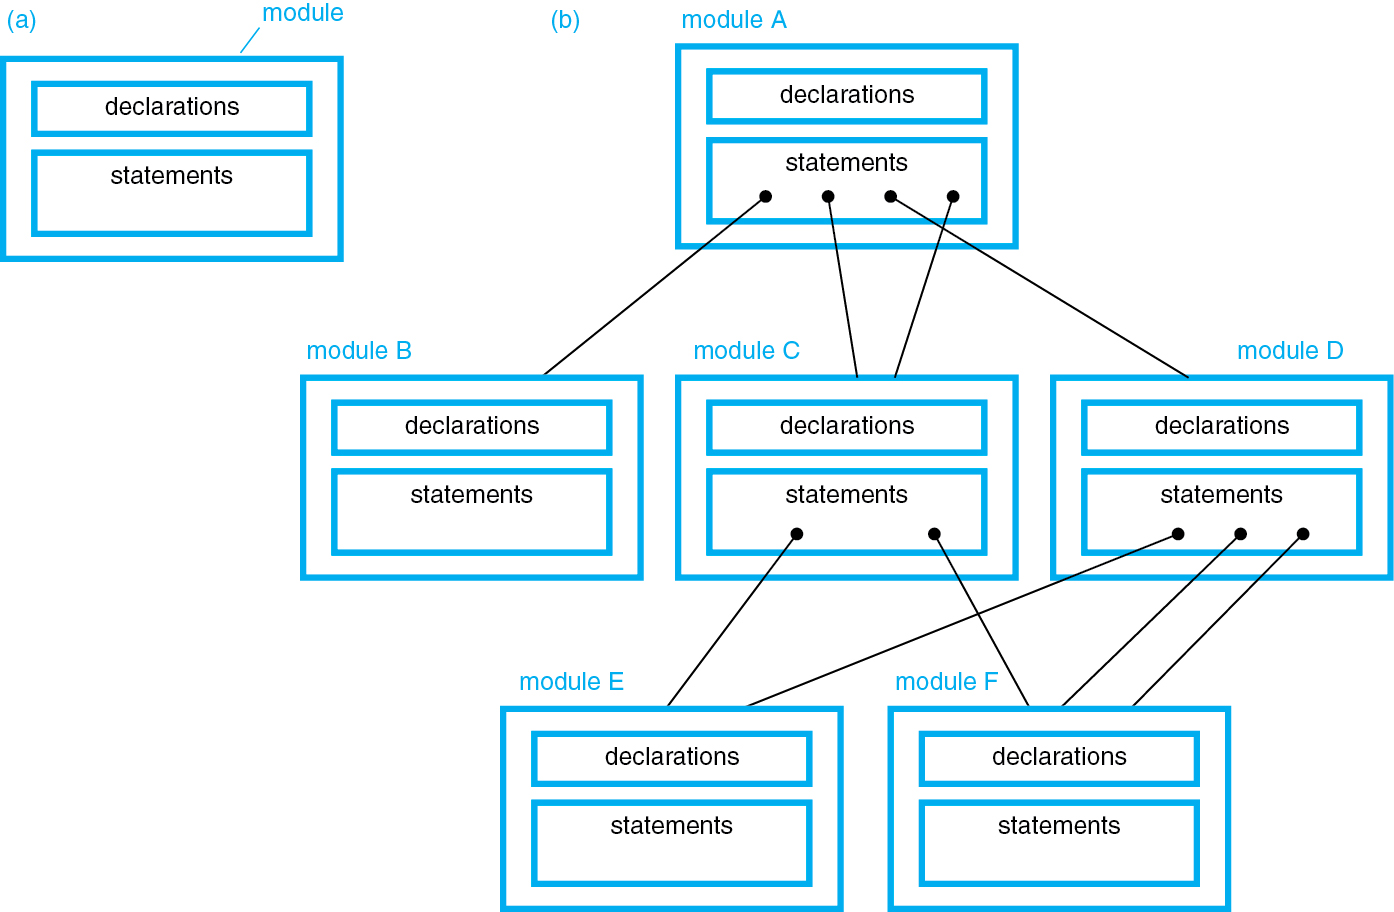 (a)
module
declarations
statements
(b)
module A
declarations
statements
module B
declarations
statements
module C
declarations
statements
module D
declarations
statements
module E
declarations
statements
module F
declarations
statements